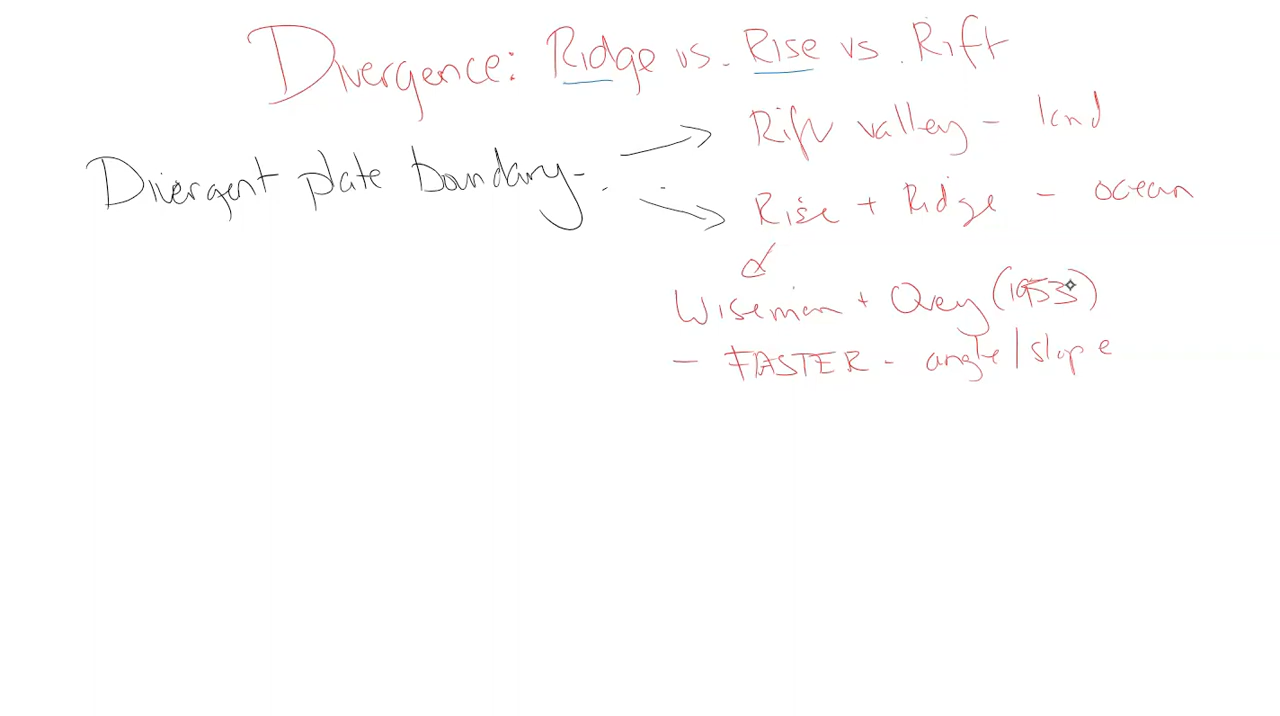 Divergence: Ridge vs. Rise vs. Rift
Divergent plate boundary -
Rift valley - land
Rise + Ridge - ocean
Wiseman + Ovey (1953)
- FASTER - angle/slope